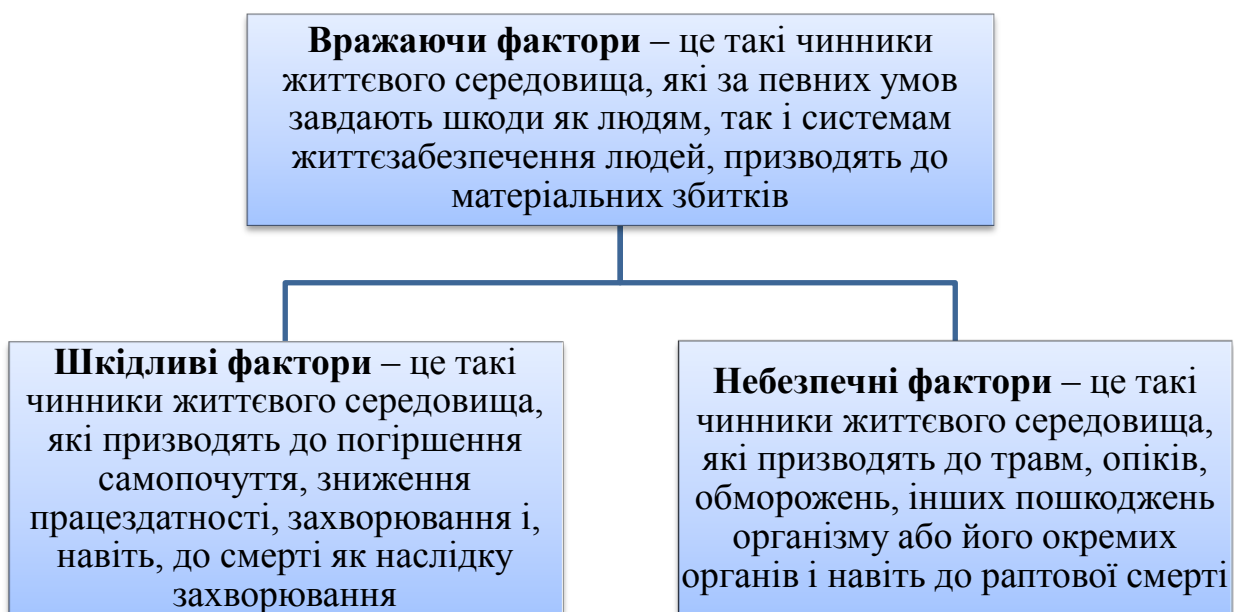 Вражаючи фактори – це такі чинники
життєвого середовища, які за певних умов
завдають шкоди як людям, так і системам
життєзабезпечення людей, призводять до
матеріальних збитків
Шкідливі фактори – це такі
чинники життєвого середовища,
які призводять до погіршення
самопочуття, зниження
працездатності, захворювання і,
навіть, до смерті як наслідку
захворювання
Небезпечні фактори – це такі
чинники життєвого середовища,
які призводять до травм, опіків,
обморожень, інших пошкоджень
організму або його окремих
органів і навіть до раптової смерті